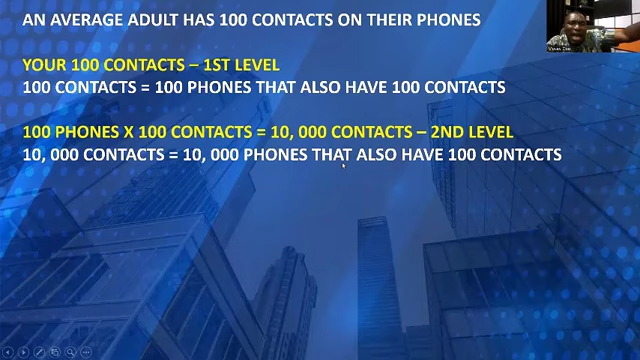 AN AVERAGE ADULT HAS 100 CONTACTS ON THEIR PHONES
YOUR 100 CONTACTS – 1ST LEVEL
100 CONTACTS = 100 PHONES THAT ALSO HAVE 100 CONTACTS
100 PHONES X 100 CONTACTS = 10, 000 CONTACTS – 2ND LEVEL
10, 000 CONTACTS = 10, 000 PHONES THAT ALSO HAVE 100 CONTACTS